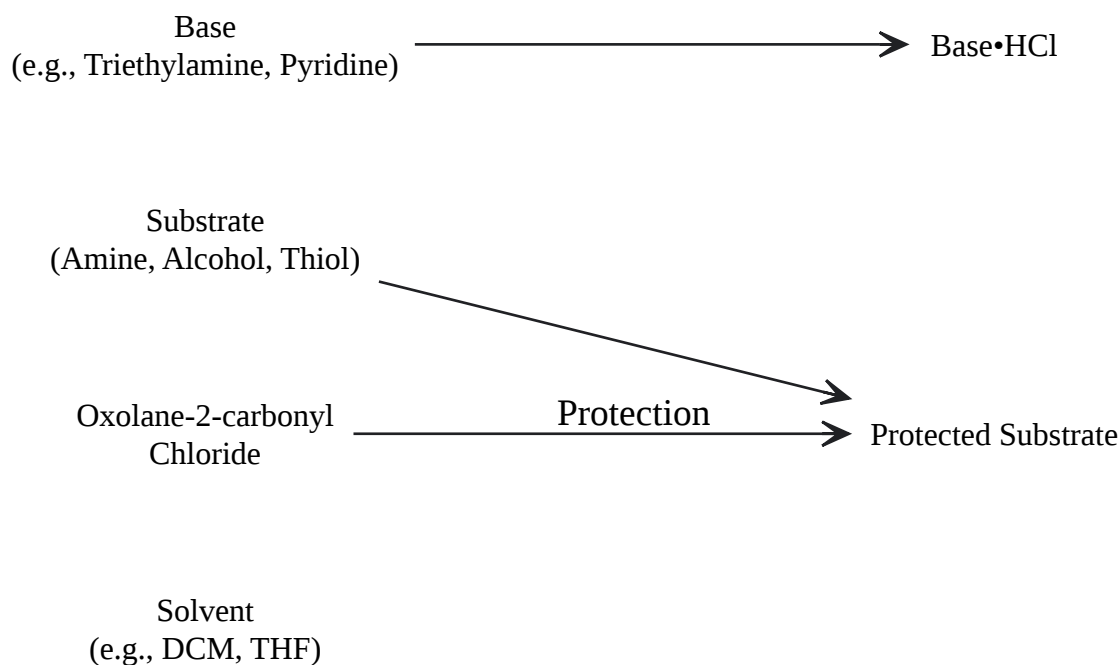 Base
(e.g., Triethylamine, Pyridine)
Base•HCl
Substrate
(Amine, Alcohol, Thiol)
Oxolane-2-carbonyl
Chloride
Protection
Protected Substrate
Solvent
(e.g., DCM, THF)